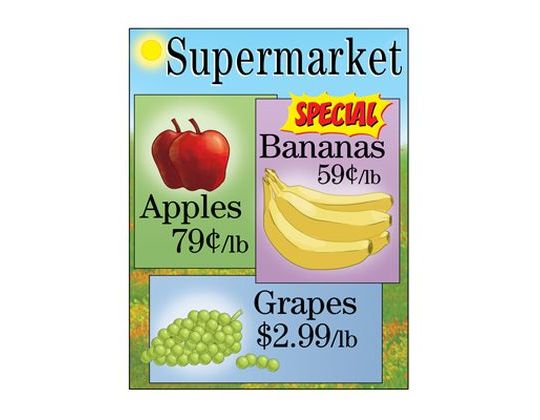 Supermarket
SPECIAL
Bananas
59¢/lb
Apples
79¢/lb
Grapes
$2.99/lb